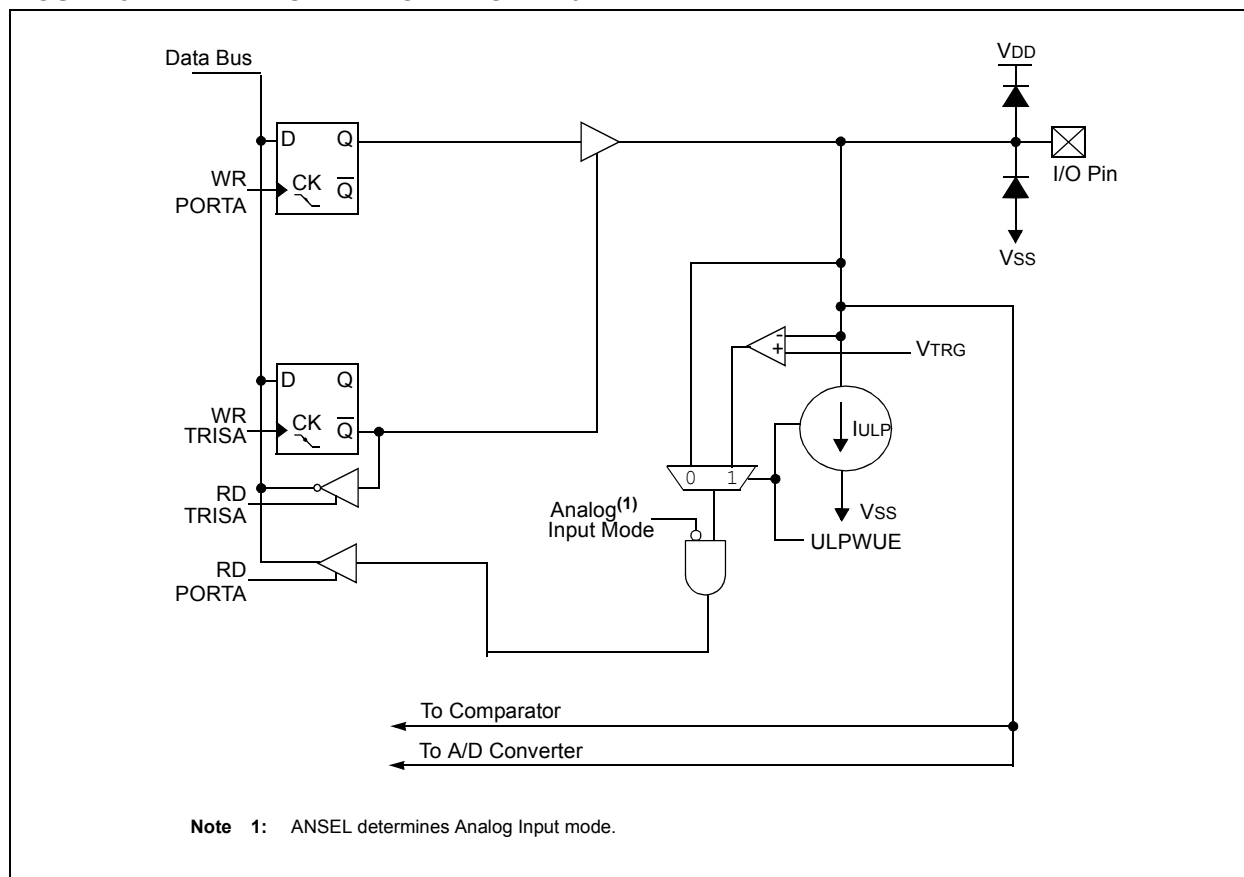 Data Bus
VDD
D Q
WR
PORTA
CK Q
I/O Pin
VSS
-
+
VTRG
D Q
WR
TRISA
CK Q
IULP
0 1
RD
TRISA
Analog(1)
Input Mode
VSS
ULPWUE
RD
PORTA
To Comparator
To A/D Converter
Note 1: ANSEL determines Analog Input mode.